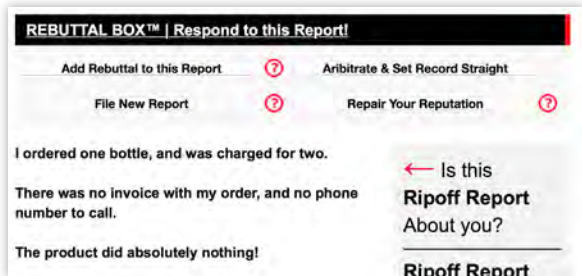 REBUTTAL BOX™ | Respond to this Report!
Add Rebuttal to this Report ?
Aribitrate & Set Record Straight
File New Report ?
Repair Your Reputation ?
I ordered one bottle, and was charged for two.
There was no invoice with my order, and no phone
number to call.
The product did absolutely nothing!
← Is this
Ripoff Report
About you?
Ripoff Report